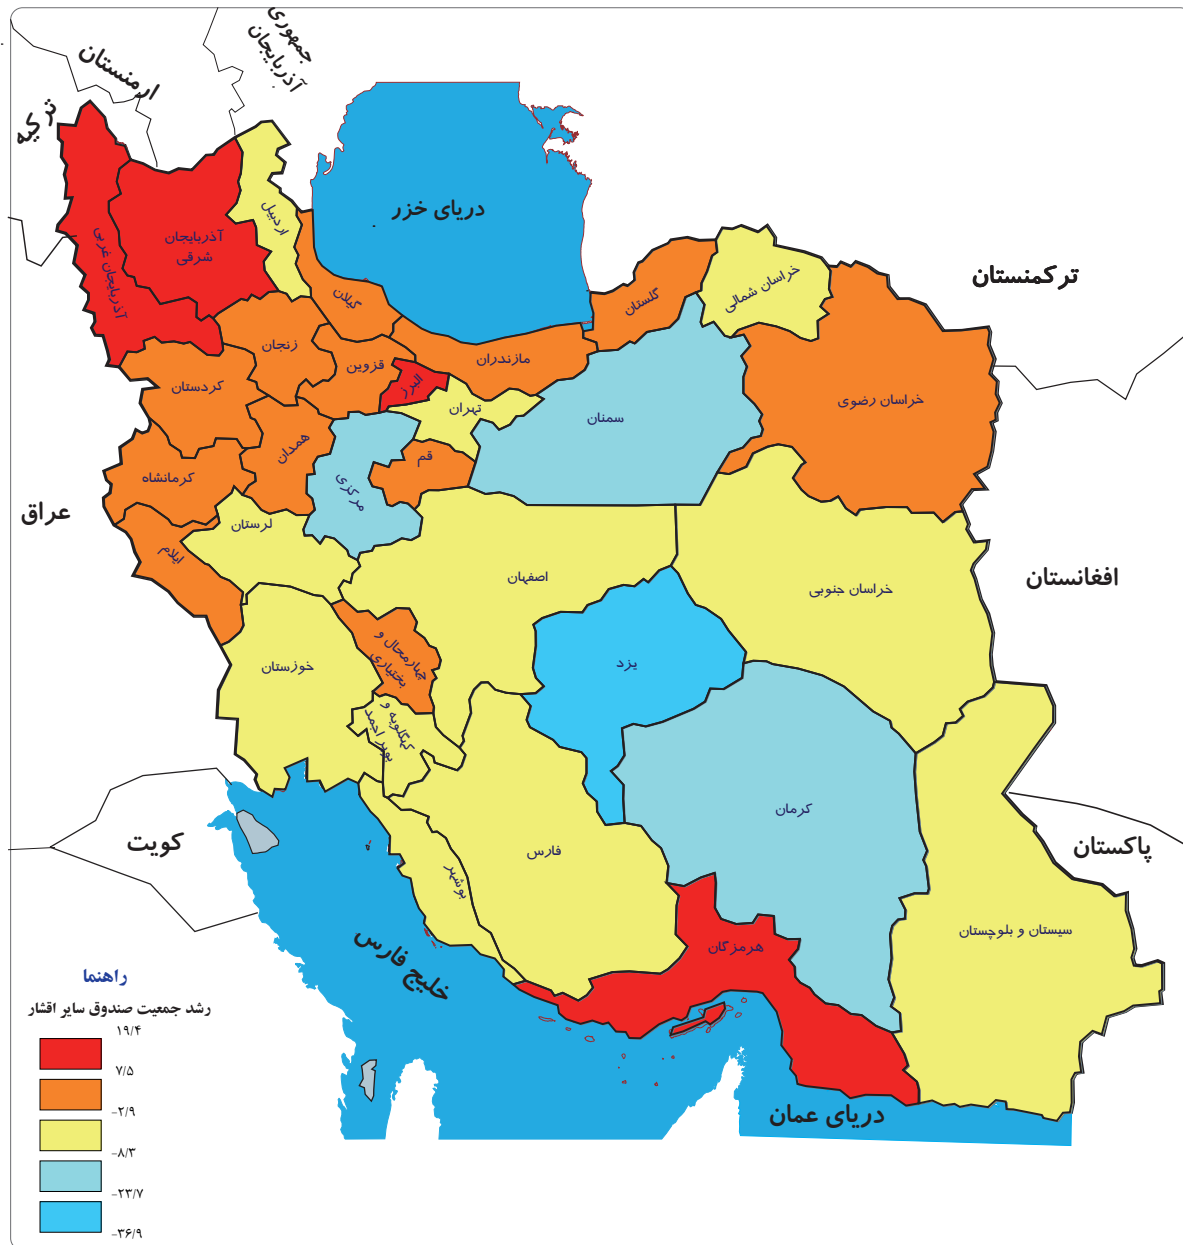 جمهوری
آذربایجان
ارمنستان
ترکیه
دریای خزر
ترکمنستان
اردبیل
آذربایجان
شرقی
آذربایجان غربی
گیلان
گلستان
خراسان شمالی
زنجان
قزوین
مازندران
البرز
کردستان
تهران
سمنان
خراسان رضوی
همدان
قم
کرمانشاه
مرکزی
عراق
لرستان
ایلام
اصفهان
خراسان جنوبی
افغانستان
چهارمحال و
بختیاری
خوزستان
یزد
کهگلویه و
بویر احمد
کرمان
کویت
فارس
پاکستان
بوشهر
سیستان و بلوچستان
هرمزگان
خلیج فارس
دریای عمان
راهنما
رشد جمعیت صندوق سایر اقشار
۱۹/۴
۷/۵
-۲/۹
-۸/۳
-۲۳/۷
-۳۶/۹